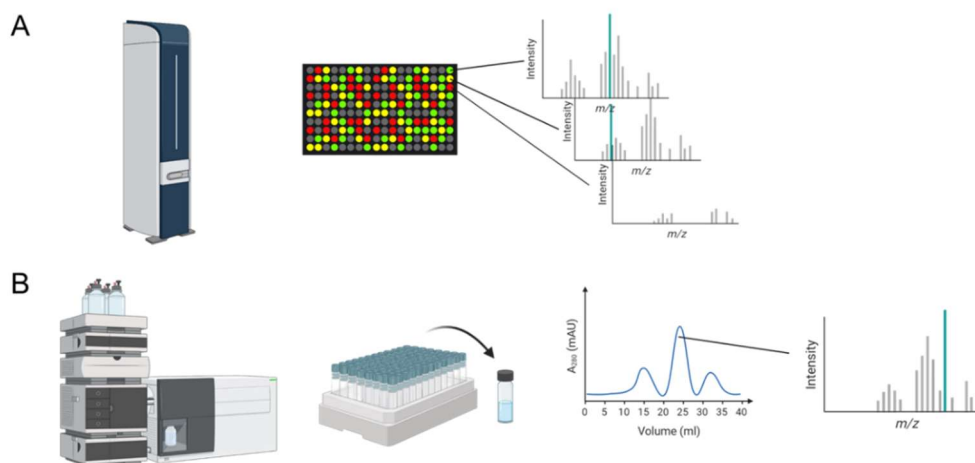 A
Intensity
m/z
Intensity
m/z
Intensity
m/z
B
A280 (mAU)
0 5 10 15 20 25 30 35 40
Volume (ml)
Intensity
m/z